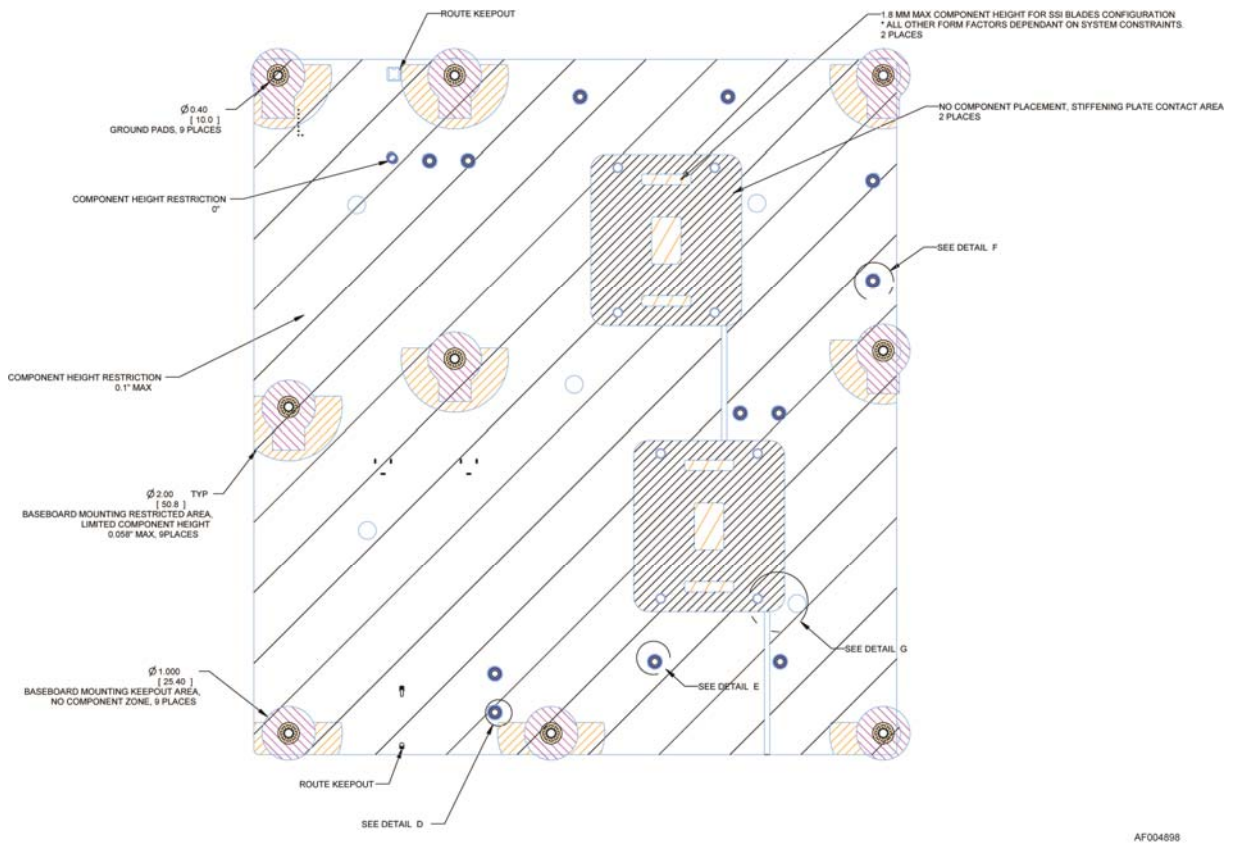 ROUTE KEEPOUT
1.8 MM MAX COMPONENT HEIGHT FOR SSI BLADES CONFIGURATION
* ALL OTHER FORM FACTORS DEPENDANT ON SYSTEM CONSTRAINTS.
2 PLACES
Ø 0.40
[ 10.0 ]
GROUND PADS, 9 PLACES
NO COMPONENT PLACEMENT, STIFFENING PLATE CONTACT AREA
2 PLACES
COMPONENT HEIGHT RESTRICTION
0"
SEE DETAIL F
COMPONENT HEIGHT RESTRICTION
0.1" MAX
Ø 2.00 TYP
[ 50.8 ]
BASEBOARD MOUNTING RESTRICTED AREA,
LIMITED COMPONENT HEIGHT
0.058" MAX, 9PLACES
SEE DETAIL G
Ø 1.000
[ 25.40 ]
BASEBOARD MOUNTING KEEPOUT AREA,
NO COMPONENT ZONE, 9 PLACES
SEE DETAIL E
ROUTE KEEPOUT
SEE DETAIL D
AF004898